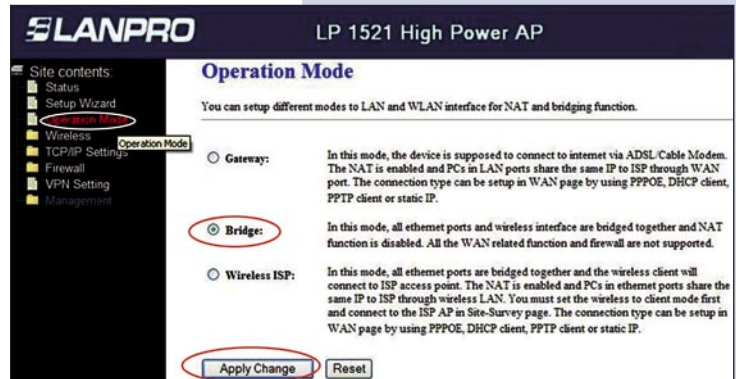 SLANPRO
LP 1521 High Power AP
Site contents:
Status
Setup Wizard
Operation Mode
Wireless
TCP/IP Settings
Firewall
VPN Setting
Management
Operation Mode
Operation Mode
You can setup different modes to LAN and WLAN interface for NAT and bridging function.
Gateway:
In this mode, the device is supposed to connect to internet via ADSL/Cable Modem.
The NAT is enabled and PCs in LAN ports share the same IP to ISP through WAN
port. The connection type can be setup in WAN page by using PPPOE, DHCP client,
PPTP client or static IP.
Bridge:
In this mode, all ethernet ports and wireless interface are bridged together and NAT
function is disabled. All the WAN related function and firewall are not supported.
Wireless ISP:
In this mode, all ethernet ports are bridged together and the wireless client will
connect to ISP access point. The NAT is enabled and PCs in ethernet ports share the
same IP to ISP through wireless LAN. You must set the wireless to client mode first
and connect to the ISP AP in Site-Survey page. The connection type can be setup in
WAN page by using PPPOE, DHCP client, PPTP client or static IP.
Apply Change
Reset